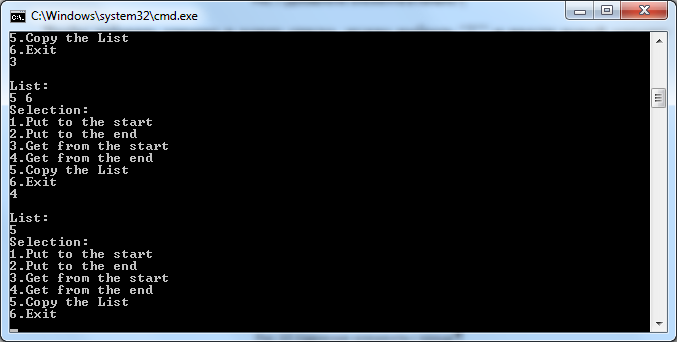 C:\Windows\system32\cmd.exe
5.Copy the List
6.Exit
3
List:
5 6
Selection:
1.Put to the start
2.Put to the end
3.Get from the start
4.Get from the end
5.Copy the List
6.Exit
4
List:
5
Selection:
1.Put to the start
2.Put to the end
3.Get from the start
4.Get from the end
5.Copy the List
6.Exit